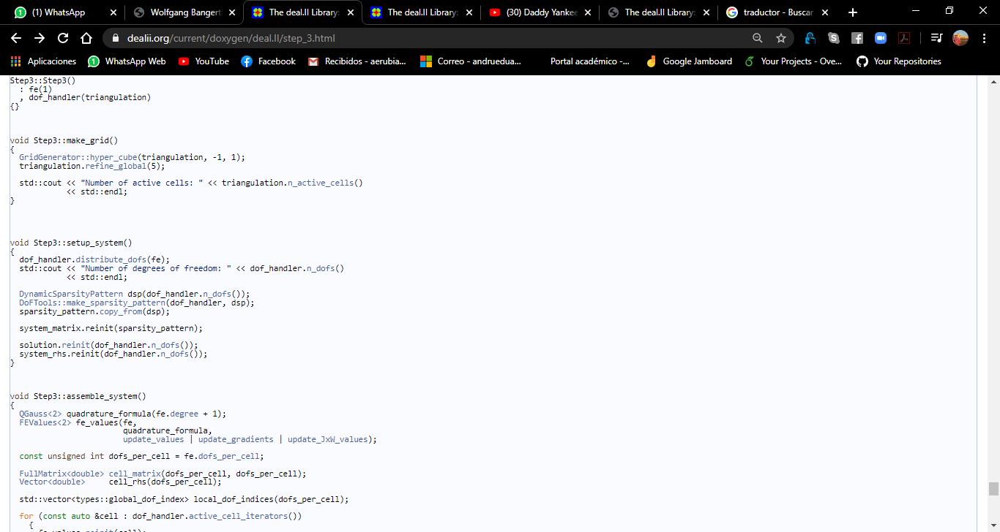 (1) WhatsApp
Wolfgang Bangert
The deal.II Library:
The deal.II Library:
(30) Daddy Yankee
The deal.II Library:
traductor - Buscar
dealii.org/current/doxygen/deal.II/step_3.html
Aplicaciones
WhatsApp Web
YouTube
Facebook
Recibidos - aerubia...
Correo - andruedua...
Portal académico -...
Google Jamboard
Your Projects - Ove...
Your Repositories
Step3::Step3()
: fe(1)
, dof_handler(triangulation)
{}
void Step3::make_grid()
{
GridGenerator::hyper_cube(triangulation, -1, 1);
triangulation.refine_global(5);
std::cout << "Number of active cells: " << triangulation.n_active_cells()
<< std::endl;
}
void Step3::setup_system()
{
dof_handler.distribute_dofs(fe);
std::cout << "Number of degrees of freedom: " << dof_handler.n_dofs()
<< std::endl;
DynamicSparsityPattern dsp(dof_handler.n_dofs());
DoFTools::make_sparsity_pattern(dof_handler, dsp);
sparsity_pattern.copy_from(dsp);
system_matrix.reinit(sparsity_pattern);
solution.reinit(dof_handler.n_dofs());
system_rhs.reinit(dof_handler.n_dofs());
}
void Step3::assemble_system()
{
QGauss<2> quadrature_formula(fe.degree + 1);
FEValues<2> fe_values(fe,
quadrature_formula,
update_values | update_gradients | update_JxW_values);
const unsigned int dofs_per_cell = fe.dofs_per_cell;
FullMatrix<double> cell_matrix(dofs_per_cell, dofs_per_cell);
Vector<double> cell_rhs(dofs_per_cell);
std::vector<types::global_dof_index> local_dof_indices(dofs_per_cell);
for (const auto &cell : dof_handler.active_cell_iterators())
{